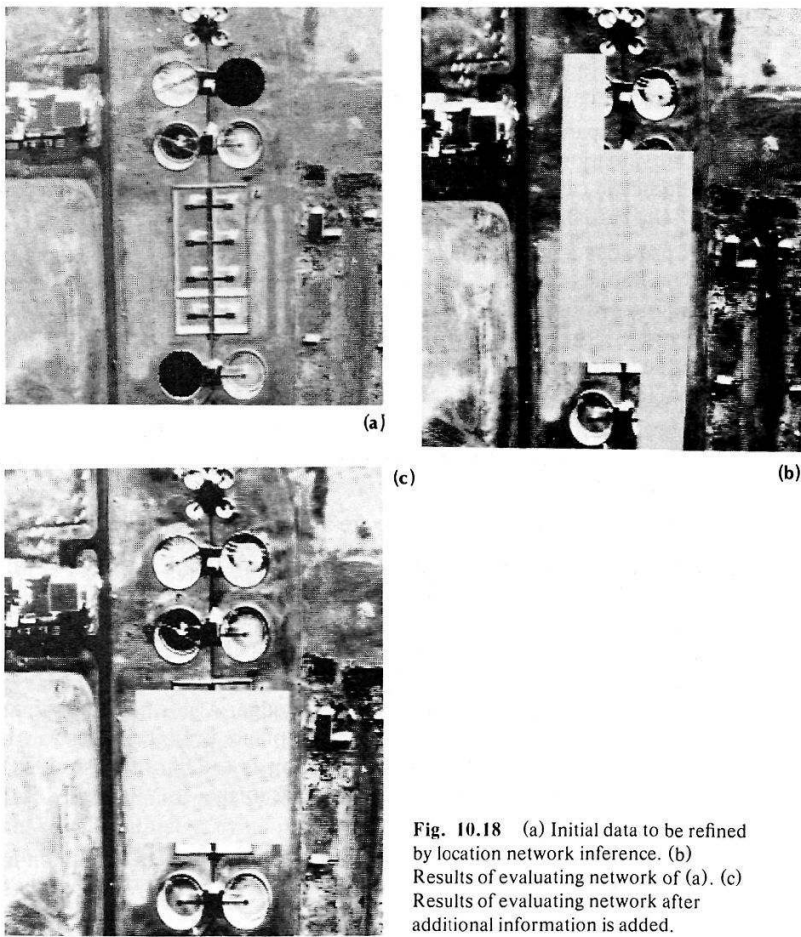 (a)
(b)
(c)
Fig. 10.18 (a) Initial data to be refined
by location network inference. (b)
Results of evaluating network of (a). (c)
Results of evaluating network after
additional information is added.